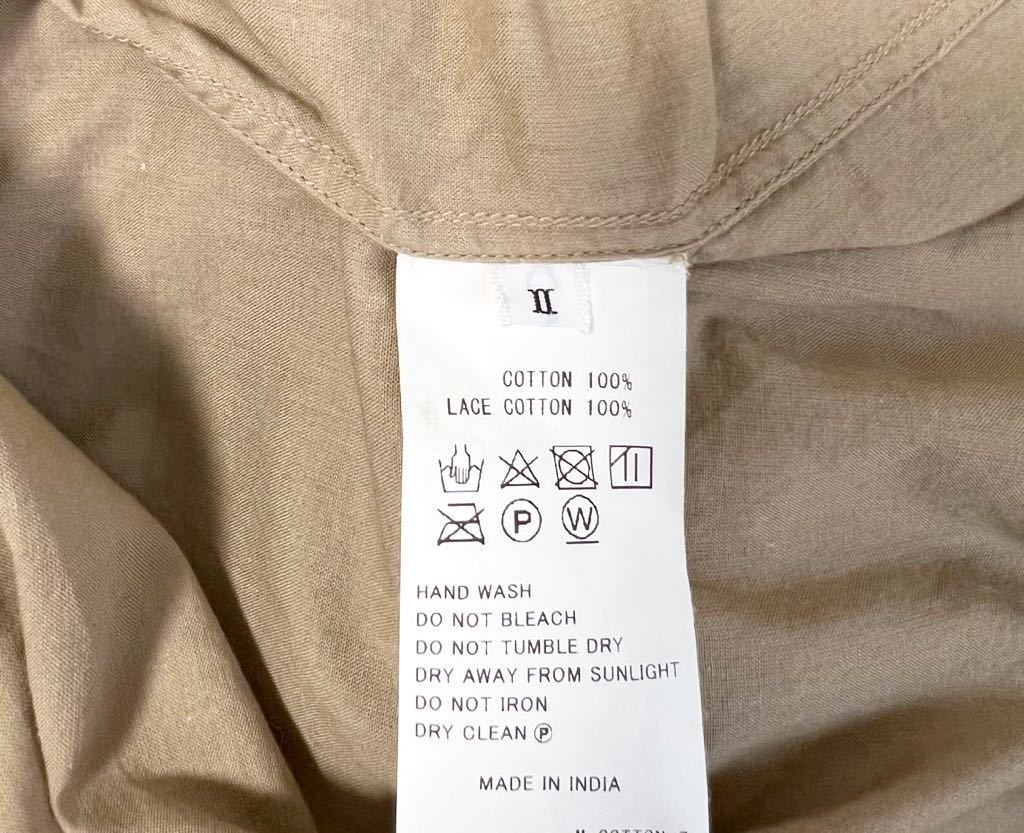 II
COTTON 100%
LACE COTTON 100%
P W
HAND WASH
DO NOT BLEACH
DO NOT TUMBLE DRY
DRY AWAY FROM SUNLIGHT
DO NOT IRON
DRY CLEAN Ⓟ
MADE IN INDIA